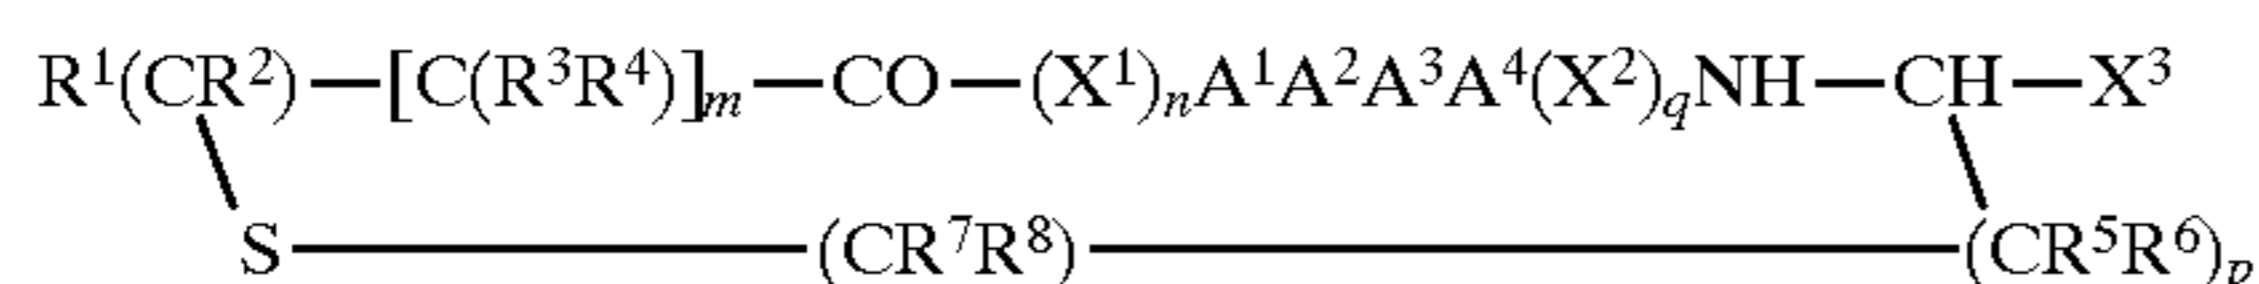 R¹(CR²)—[C(R³R⁴)]ₘ—CO—(X¹)ₙA¹A²A³A⁴(X²)qNH—CH—X³
S—(CR⁷R⁸)—(CR⁵R⁶)ₚ